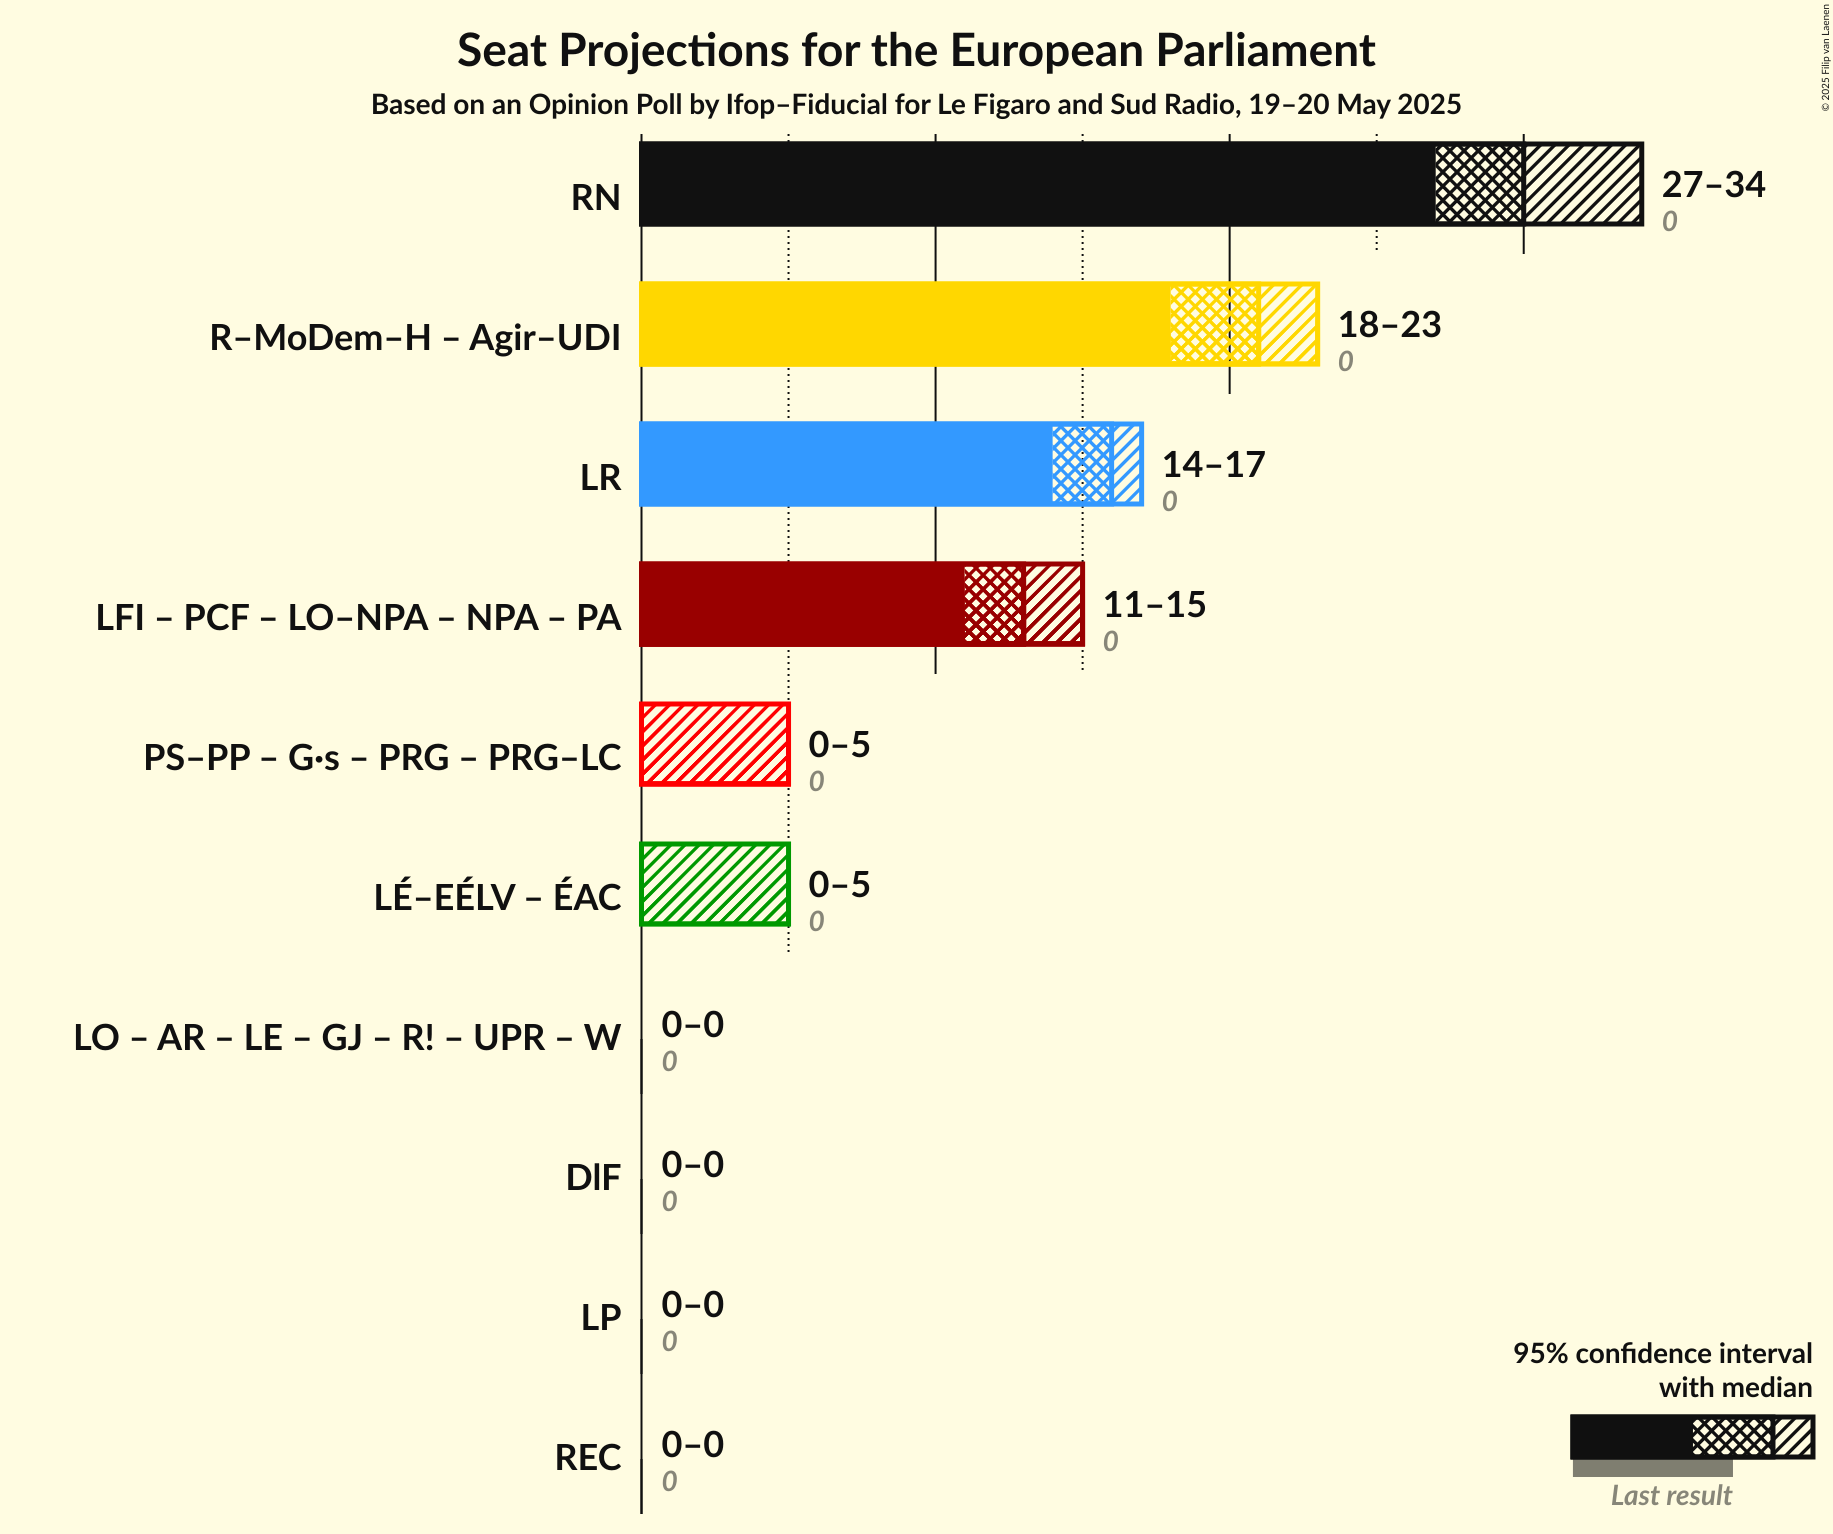 Seat Projections for the European Parliament
Based on an Opinion Poll by Ifop–Fiducial for Le Figaro and Sud Radio, 19–20 May 2025
© 2025 Filip van Laenen
RN
27–34
0
R–MoDem–H – Agir–UDI
18–23
0
LR
14–17
0
LFI – PCF – LO–NPA – NPA – PA
11–15
0
PS–PP – G·s – PRG – PRG–LC
0–5
0
LÉ–EÉLV – ÉAC
0–5
0
LO – AR – LE – GJ – R! – UPR – W
0–0
0
DlF
0–0
0
LP
0–0
0
REC
0–0
0
95% confidence interval
with median
Last result